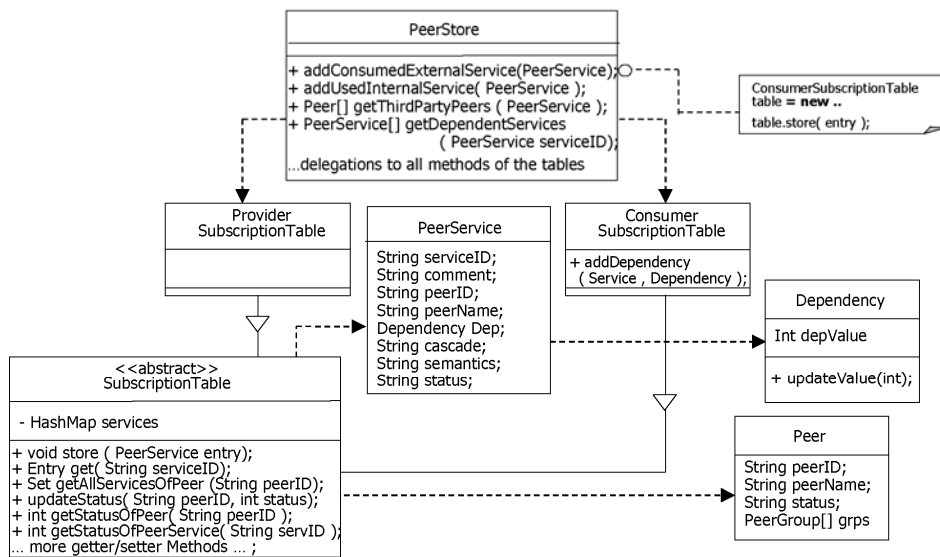 PeerStore
+ addConsumedExternalService(PeerService);
+ addUsedInternalService( PeerService );
+ Peer[] getThirdPartyPeers ( PeerService );
+ PeerService[] getDependentServices
( PeerService serviceID);
...delegations to all methods of the tables
ConsumerSubscriptionTable
table = new ..
table.store( entry );
Provider
SubscriptionTable
PeerService
String serviceID;
String comment;
String peerID;
String peerName;
Dependency Dep;
String cascade;
String semantics;
String status;
Consumer
SubscriptionTable
+ addDependency
( Service , Dependency );
Dependency
Int depValue
+ updateValue(int);
<<abstract>>
SubscriptionTable
- HashMap services
+ void store ( PeerService entry);
+ Entry get( String serviceID);
+ Set getAllServicesOfPeer (String peerID);
+ updateStatus( String peerID, int status);
+ int getStatusOfPeer( String peerID );
+ int getStatusOfPeerService( String servID );
... more getter/setter Methods ... ;
Peer
String peerID;
String peerName;
String status;
PeerGroup[] grps